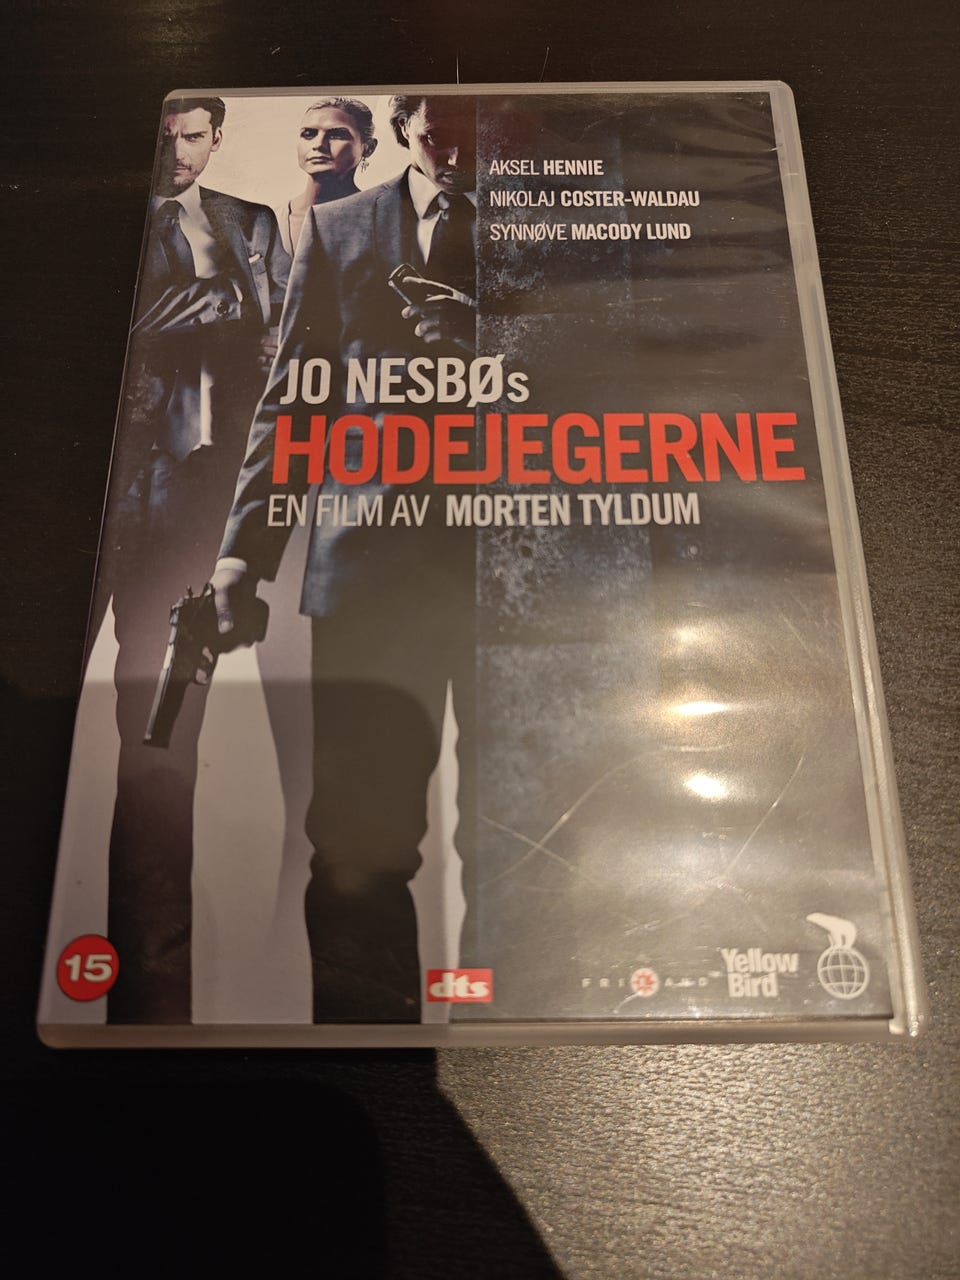 AKSEL HENNIE
NIKOLAJ COSTER-WALDAU
SYNNØVE MACODY LUND
JO NESBØs
HODEJEGERNE
EN FILM AV MORTEN TYLDUM
15
dts
FRILAND
Yellow
Bird